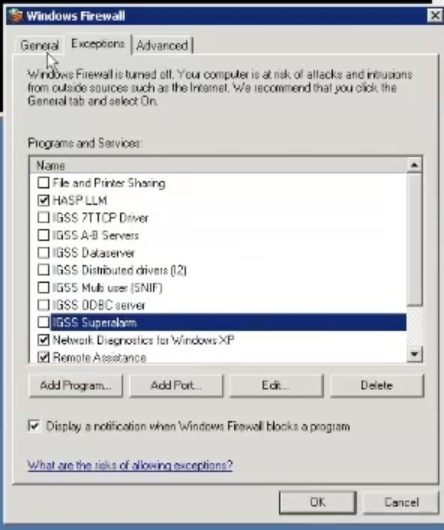 Windows Firewall
General
Exceptions
Advanced
Windows Firewall is turned off. Your computer is at risk of attacks and intrusions
from outside sources such as the Internet. We recommend that you click the
General tab and select On.
Programs and Services:
Name
File and Printer Sharing
HASP LLM
IGSS 7TTCP Driver
IGSS A-B Servers
IGSS Dataserver
IGSS Distributed drivers (I2)
IGSS Multi user (SNIF)
IGSS ODBC server
IGSS Superalarm
Network Diagnostics for Windows XP
Remote Assistance
Add Program...
Add Port...
Edit...
Delete
Display a notification when Windows Firewall blocks a program
What are the risks of allowing exceptions?
OK
Cancel